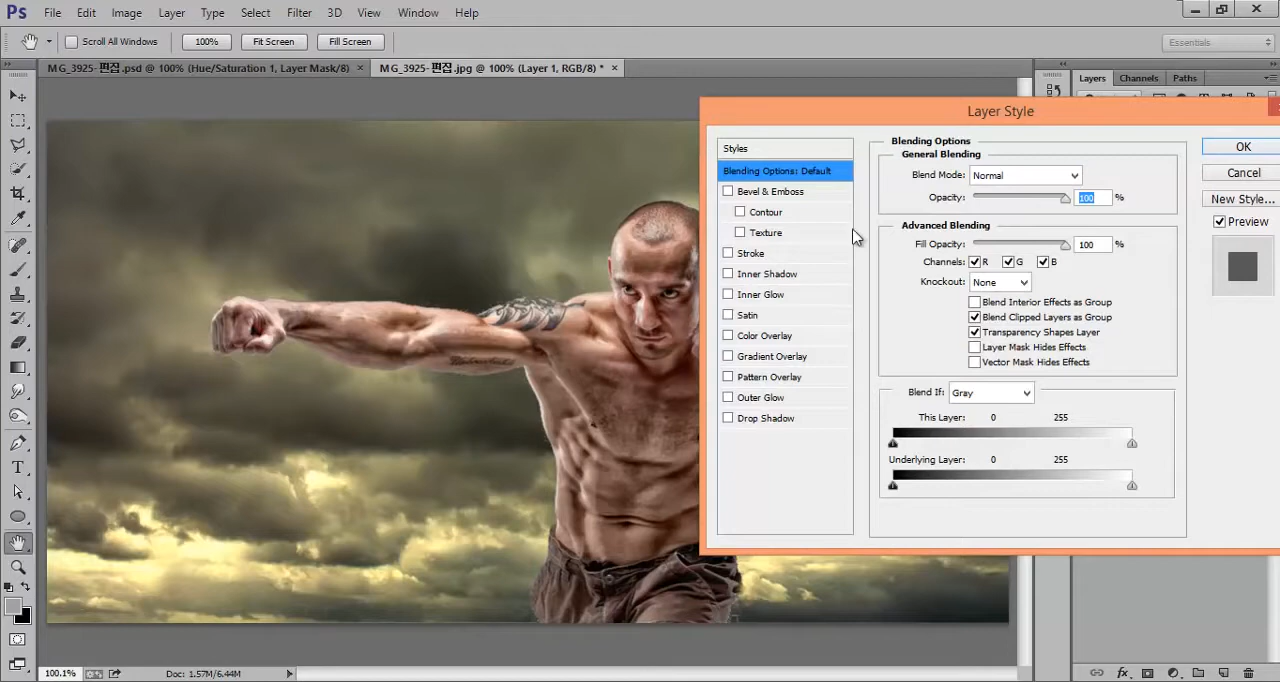 Ps File Edit Image Layer Type Select Filter 3D View Window Help
Scroll All Windows 100% Fit Screen Fill Screen Essentials
MG_3925-편집.psd @ 100% (Hue/Saturation 1, Layer Mask/8) × MG_3925-편집.jpg @ 100% (Layer 1, RGB/8) * ×
Layers Channels Paths
Layer Style
Styles
Blending Options: Default
Bevel & Emboss
Contour
Texture
Stroke
Inner Shadow
Inner Glow
Satin
Color Overlay
Gradient Overlay
Pattern Overlay
Outer Glow
Drop Shadow
Blending Options
General Blending
Blend Mode: Normal
Opacity: 100 %
Advanced Blending
Fill Opacity: 100 %
Channels: R G B
Knockout: None
Blend Interior Effects as Group
Blend Clipped Layers as Group
Transparency Shapes Layer
Layer Mask Hides Effects
Vector Mask Hides Effects
Blend If: Gray
This Layer: 0 255
Underlying Layer: 0 255
OK
Cancel
New Style...
Preview
100.1% Doc: 1.57M/6.44M